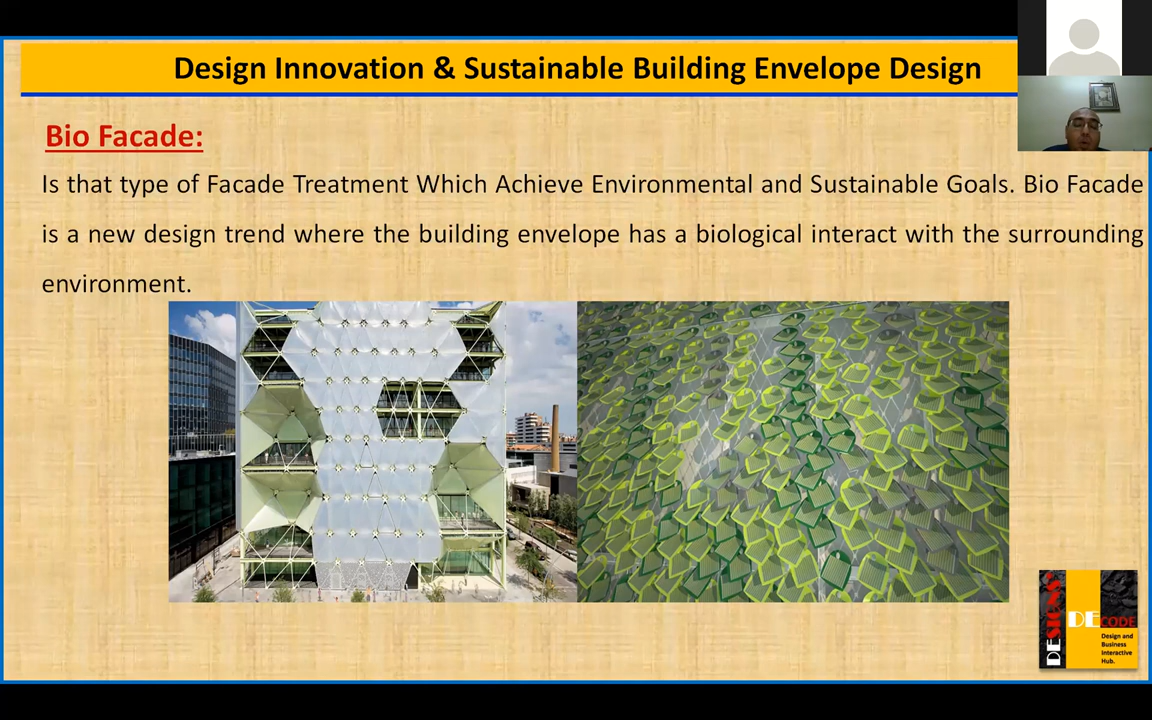 Design Innovation & Sustainable Building Envelope Design
Bio Facade:
Is that type of Facade Treatment Which Achieve Environmental and Sustainable Goals. Bio Facade
is a new design trend where the building envelope has a biological interact with the surrounding
environment.
DESIGNS
DECODE
Design and
Business
Interactive
Hub.